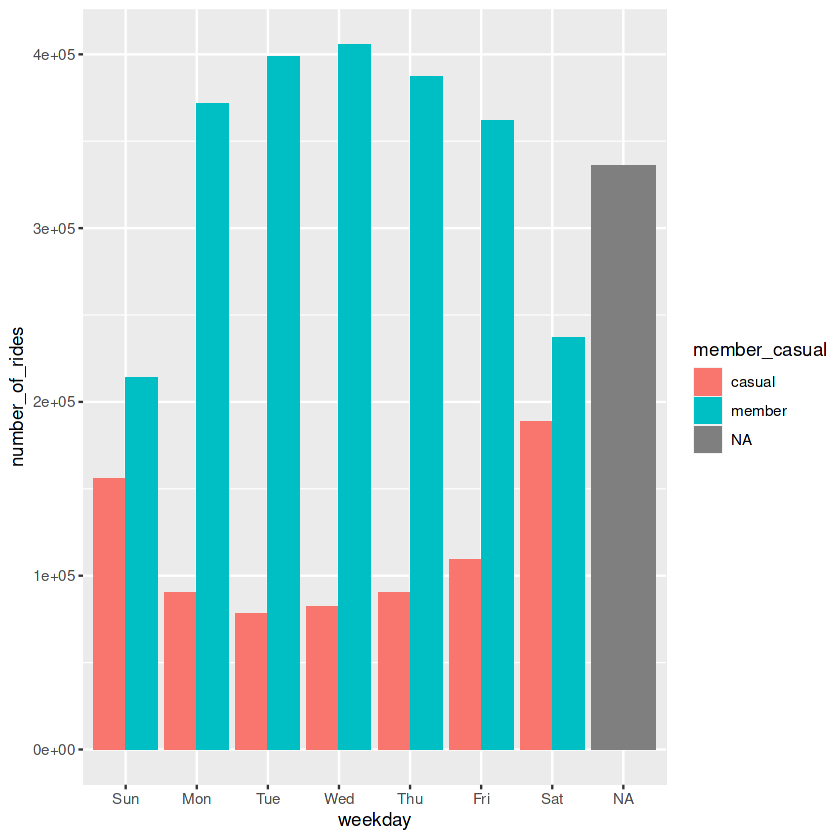 number_of_rides
4e+05
3e+05
2e+05
1e+05
0e+00
Sun Mon Tue Wed Thu Fri Sat NA
weekday
member_casual
casual
member
NA